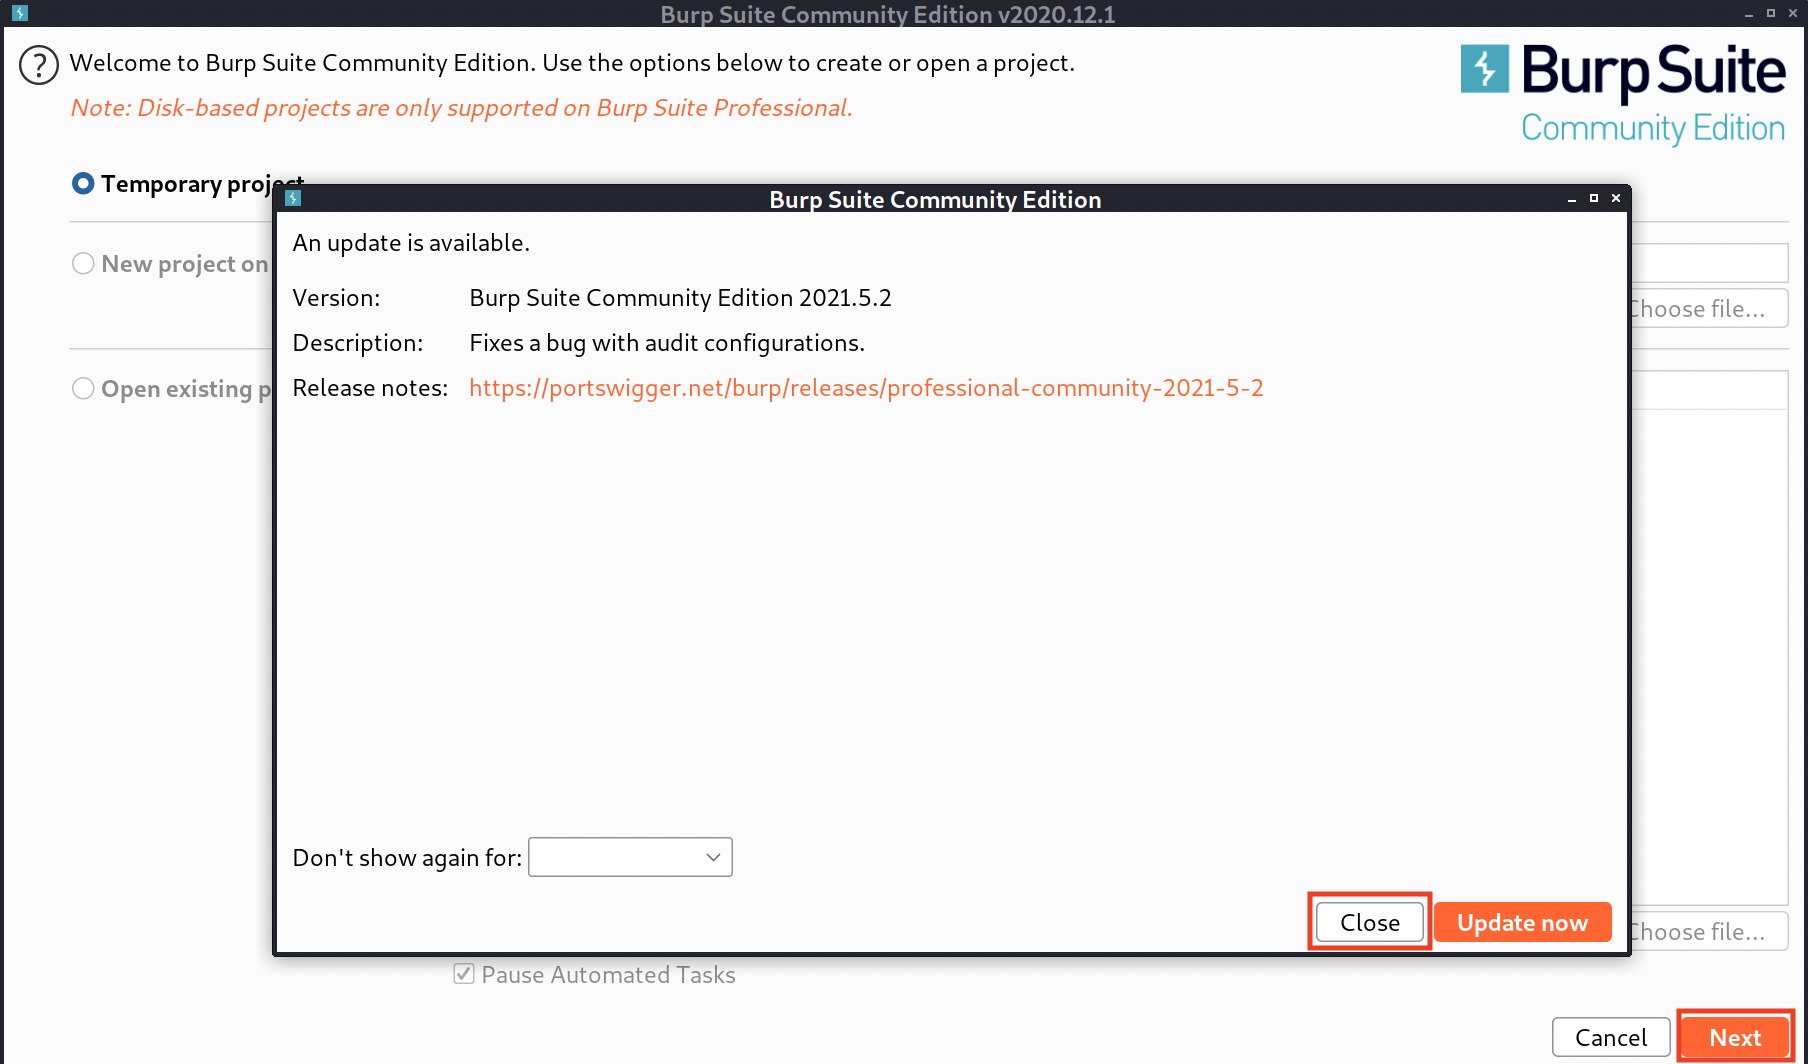 Burp Suite Community Edition v2020.12.1
Welcome to Burp Suite Community Edition. Use the options below to create or open a project.
Note: Disk-based projects are only supported on Burp Suite Professional.
Burp Suite
Community Edition
Temporary project
Burp Suite Community Edition
An update is available.
New project on
Version: Burp Suite Community Edition 2021.5.2
Choose file...
Description: Fixes a bug with audit configurations.
Open existing p
Release notes: https://portswigger.net/burp/releases/professional-community-2021-5-2
Don't show again for:
Close Update now
Choose file...
Pause Automated Tasks
Cancel Next